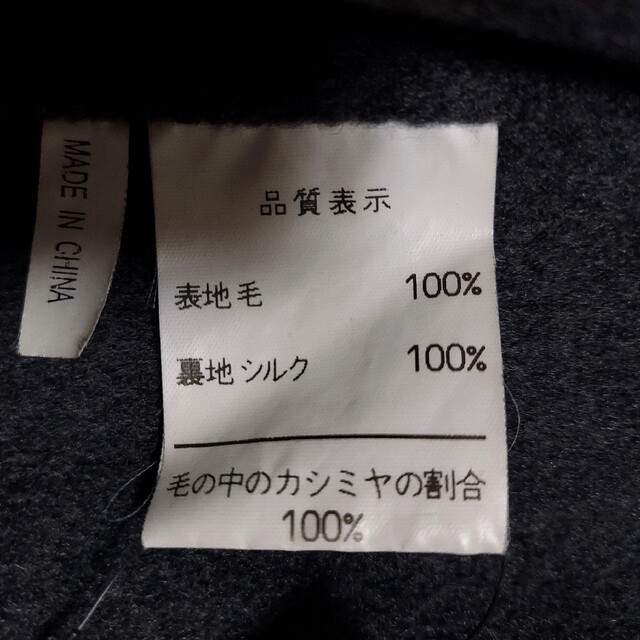 MADE IN CHINA
品質表示
表地毛 100%
裏地シルク 100%
毛の中のカシミヤの割合
100%